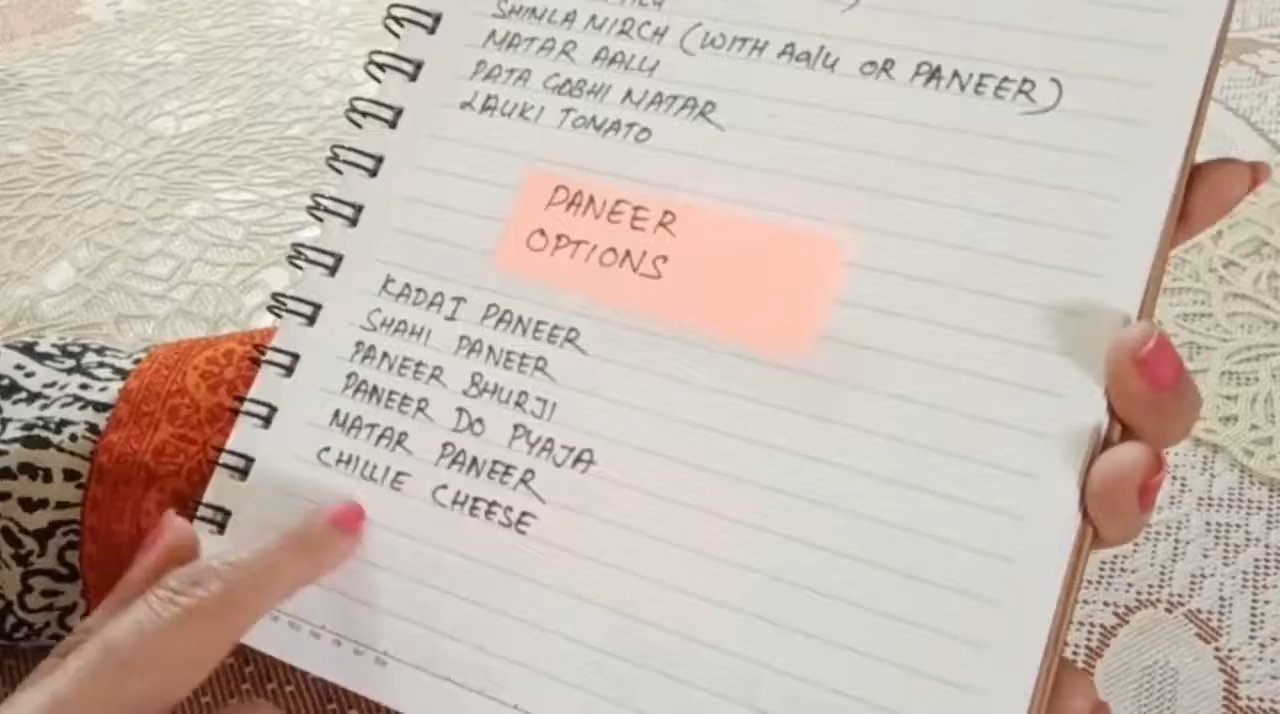 SHIMLA MIRCH (WITH Aalu OR PANEER)
MATAR AALU
PATA GOBHI MATAR
LAUKI TOMATO
PANEER
OPTIONS
KADAI PANEER
SHAHI PANEER
PANEER BHURJI
PANEER DO PYAJA
MATAR PANEER
CHILLIE CHEESE